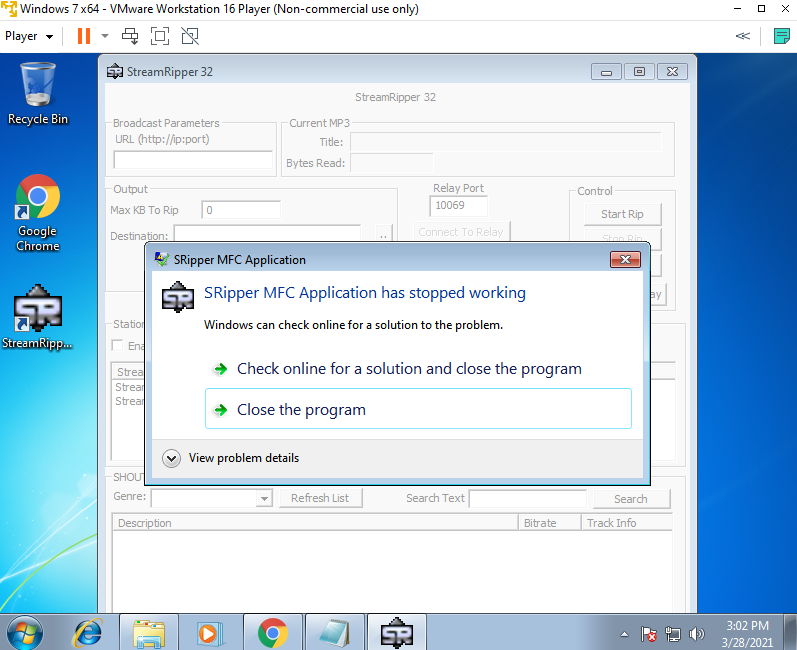 Windows 7 x64 - VMware Workstation 16 Player (Non-commercial use only)
Player
Recycle Bin
Google
Chrome
StreamRipp...
StreamRipper 32
StreamRipper 32
Broadcast Parameters
URL (http://ip:port)
Current MP3
Title:
Bytes Read:
Output
Max KB To Rip
0
Destination:
..
Relay Port
10069
Connect To Relay
Control
Start Rip
Stop Rip
SRipper MFC Application
SR
SRipper MFC Application has stopped working
Windows can check online for a solution to the problem.
Check online for a solution and close the program
Close the program
View problem details
Genre:
Refresh List
Search Text
Search
Description
Bitrate
Track Info
SR
3:02 PM
3/28/2021